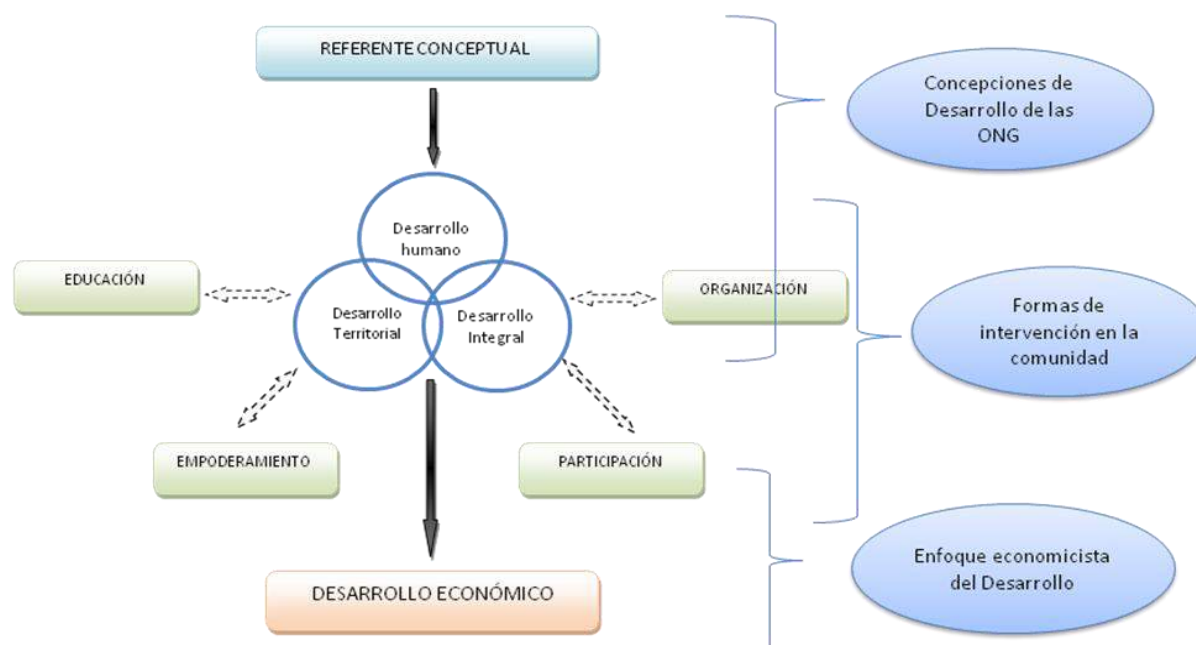 REFERENTE CONCEPTUAL
Concepciones de
Desarrollo de las
ONG
Desarrollo
humano
EDUCACIÓN
ORGANIZACIÓN
Desarrollo
Territorial
Desarrollo
Integral
Formas de
intervención en la
comunidad
EMPODERAMIENTO
PARTICIPACIÓN
Enfoque economicista
del Desarrollo
DESARROLLO ECONÓMICO